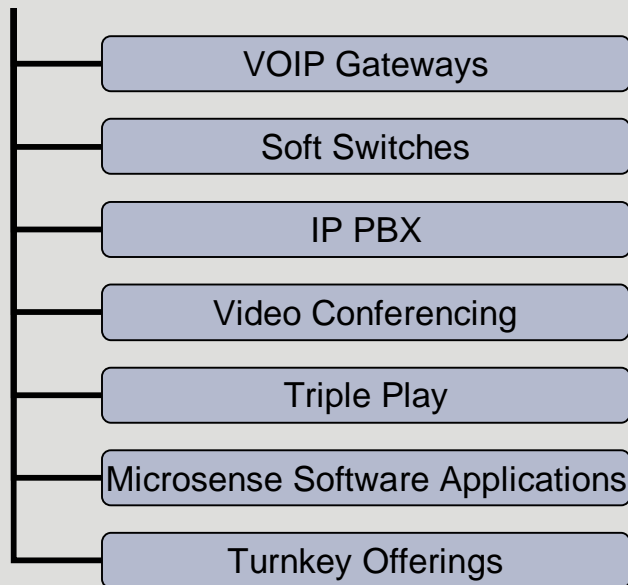 VOIP Gateways
Soft Switches
IP PBX
Video Conferencing
Triple Play
Microsense Software Applications
Turnkey Offerings